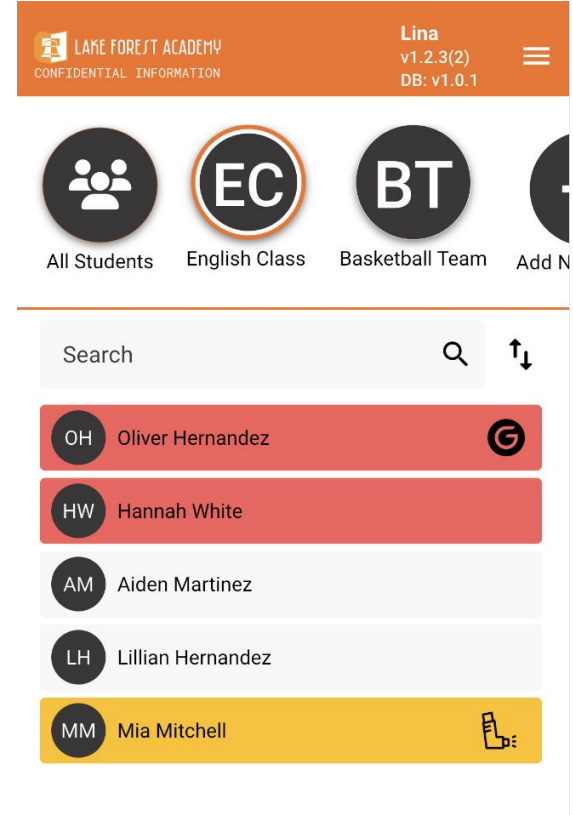 LAKE FOREST ACADEMY
CONFIDENTIAL INFORMATION
Lina
v1.2.3(2)
DB: v1.0.1
EC
BT
All Students
English Class
Basketball Team
Add N
Search
OH Oliver Hernandez G
HW Hannah White
AM Aiden Martinez
LH Lillian Hernandez
MM Mia Mitchell